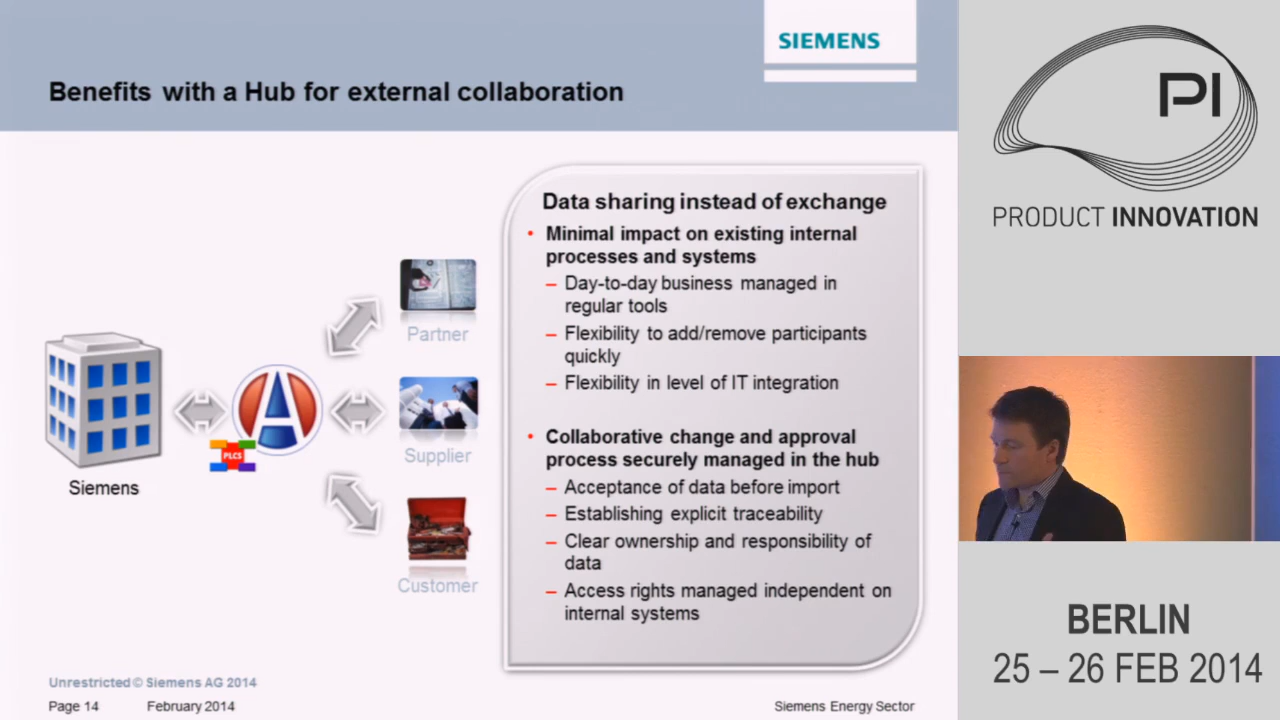 SIEMENS
Benefits with a Hub for external collaboration
Data sharing instead of exchange
• Minimal impact on existing internal
processes and systems
– Day-to-day business managed in
regular tools
– Flexibility to add/remove participants
quickly
– Flexibility in level of IT integration
• Collaborative change and approval
process securely managed in the hub
– Acceptance of data before import
– Establishing explicit traceability
– Clear ownership and responsibility of
data
– Access rights managed independent on
internal systems
Partner
Supplier
Customer
A
PLCS
Siemens
Unrestricted © Siemens AG 2014
Page 14 February 2014 Siemens Energy Sector
PI
PRODUCT INNOVATION
BERLIN
25 – 26 FEB 2014